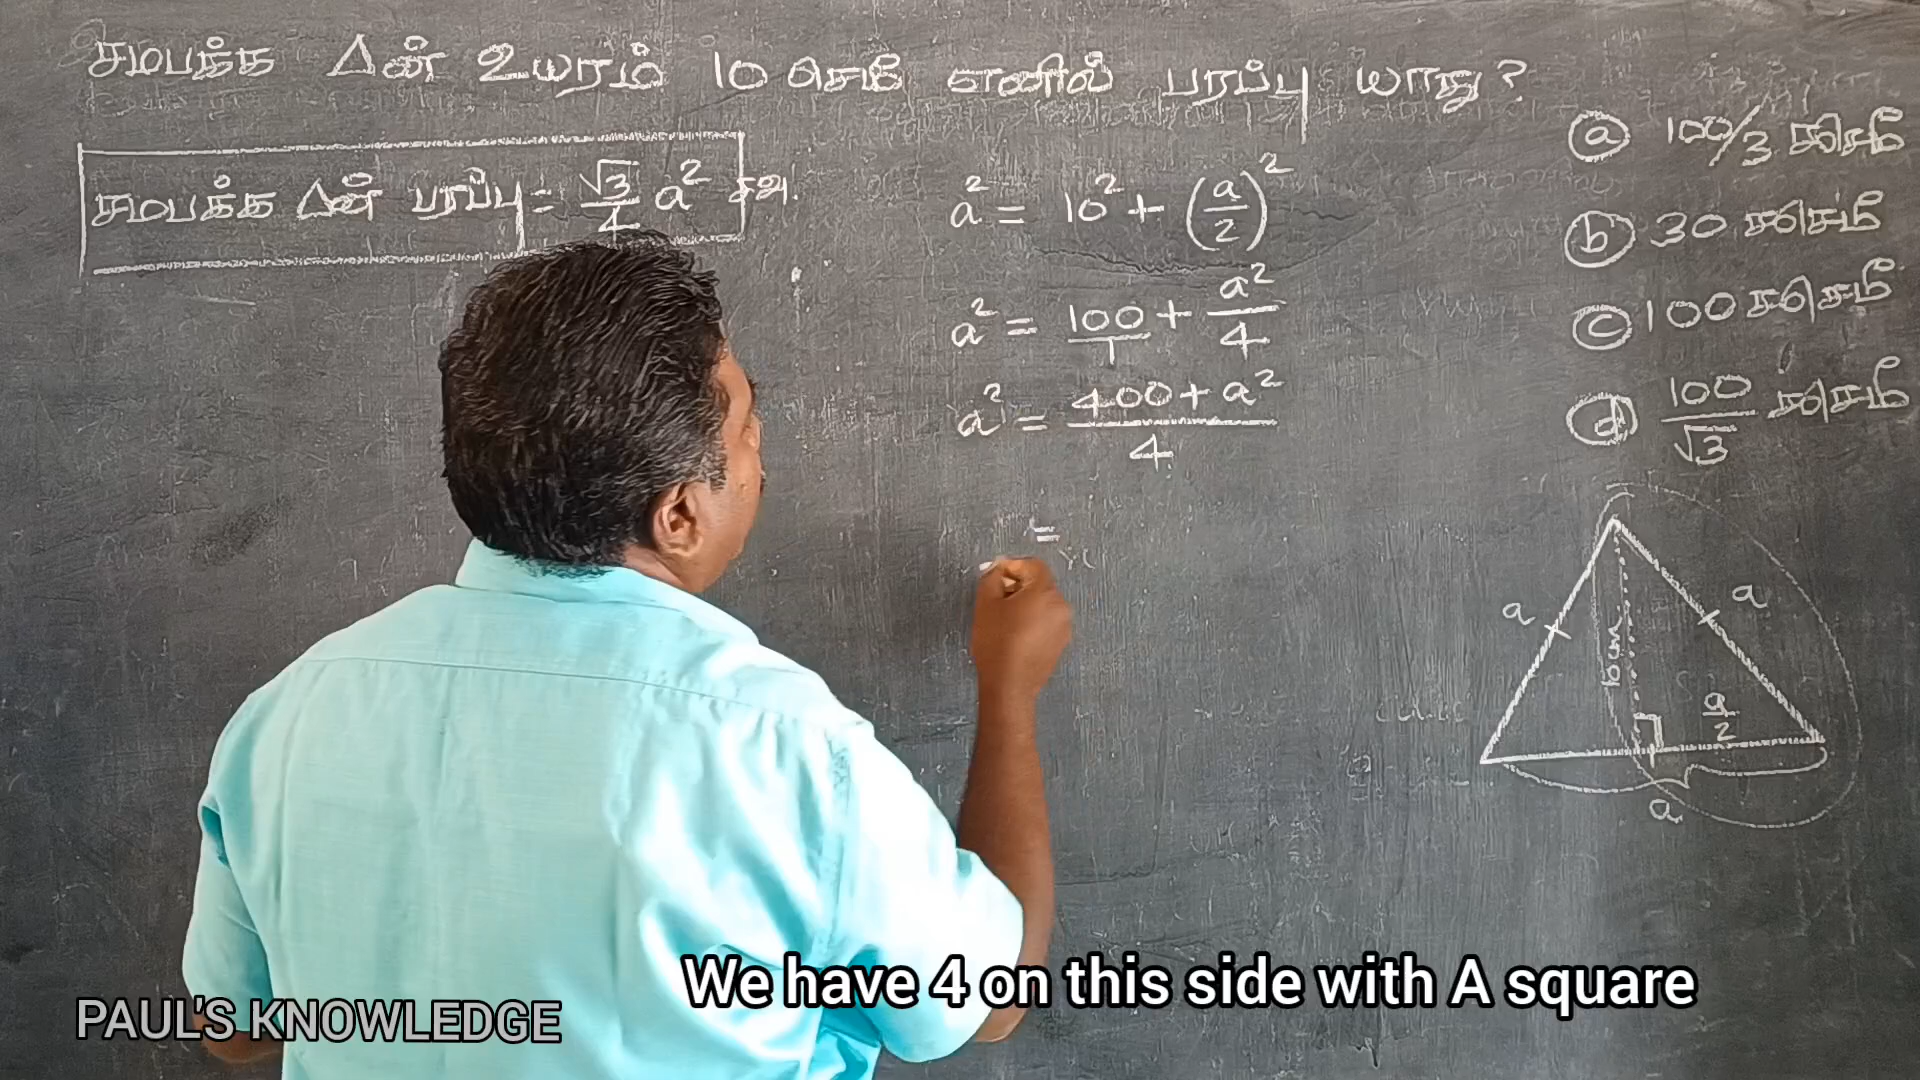 சமபக்க Δன் உயரம் 10 செமீ எனில் பரப்பு யாது?
சமபக்க Δன் பரப்பு = √3/4 a² சஅ.
a² = 10² + (a/2)²
a² = 100/1 + a²/4
a² = 400 + a²/4
=
ⓐ 100/3 சசெமீ
ⓑ 30 சசெமீ
ⓒ 100 சசெமீ
ⓓ 100/√3 சசெமீ
a
a
10cm
a/2
a
We have 4 on this side with A square
PAUL'S KNOWLEDGE